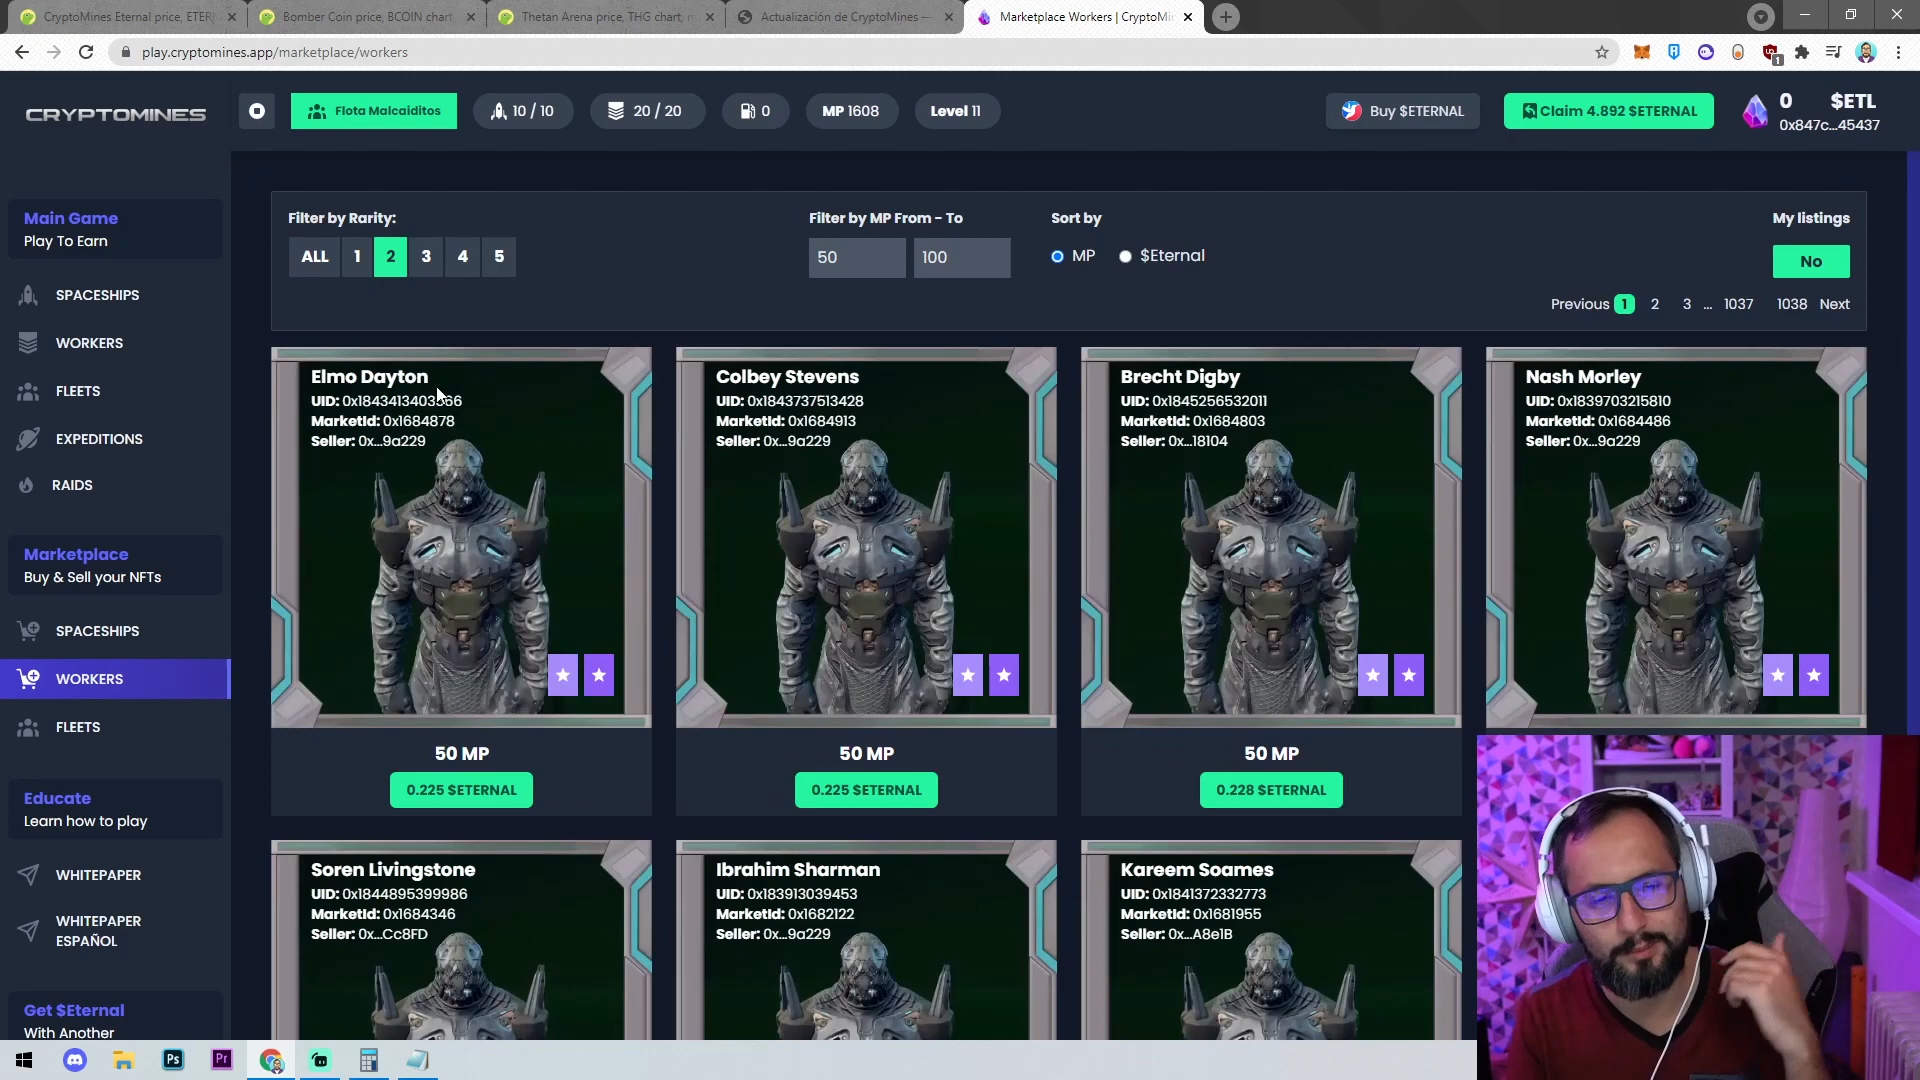 CryptoMines Eternal price, ETER
Bomber Coin price, BCOIN chart
Thetan Arena price, THG chart,
Actualización de CryptoMines —
Marketplace Workers | CryptoMi
play.cryptomines.app/marketplace/workers
1
CRYPTOMINES
Flota Malcaiditos
10 / 10
20 / 20
0
MP 1608
Level 11
Buy $ETERNAL
Claim 4.892 $ETERNAL
0 $ETL
0x847c...45437
Main Game
Play To Earn
SPACESHIPS
WORKERS
FLEETS
EXPEDITIONS
RAIDS
Marketplace
Buy & Sell your NFTs
SPACESHIPS
WORKERS
FLEETS
Educate
Learn how to play
WHITEPAPER
WHITEPAPER
ESPAÑOL
Get $Eternal
With Another
Filter by Rarity:
ALL 1 2 3 4 5
Filter by MP From - To
50 100
Sort by
MP $Eternal
My listings
No
Previous 1 2 3 ... 1037 1038 Next
Elmo Dayton
UID: 0x1843413403566
MarketId: 0x1684878
Seller: 0x...9a229
50 MP
0.225 $ETERNAL
Colbey Stevens
UID: 0x1843737513428
MarketId: 0x1684913
Seller: 0x...9a229
50 MP
0.225 $ETERNAL
Brecht Digby
UID: 0x1845256532011
MarketId: 0x1684803
Seller: 0x...18104
50 MP
0.228 $ETERNAL
Nash Morley
UID: 0x1839703215810
MarketId: 0x1684486
Seller: 0x...9a229
Soren Livingstone
UID: 0x1844895399986
MarketId: 0x1684346
Seller: 0x...Cc8FD
Ibrahim Sharman
UID: 0x183913039453
MarketId: 0x1682122
Seller: 0x...9a229
Kareem Soames
UID: 0x1841372332773
MarketId: 0x1681955
Seller: 0x...A8e1B
Ps
Pr